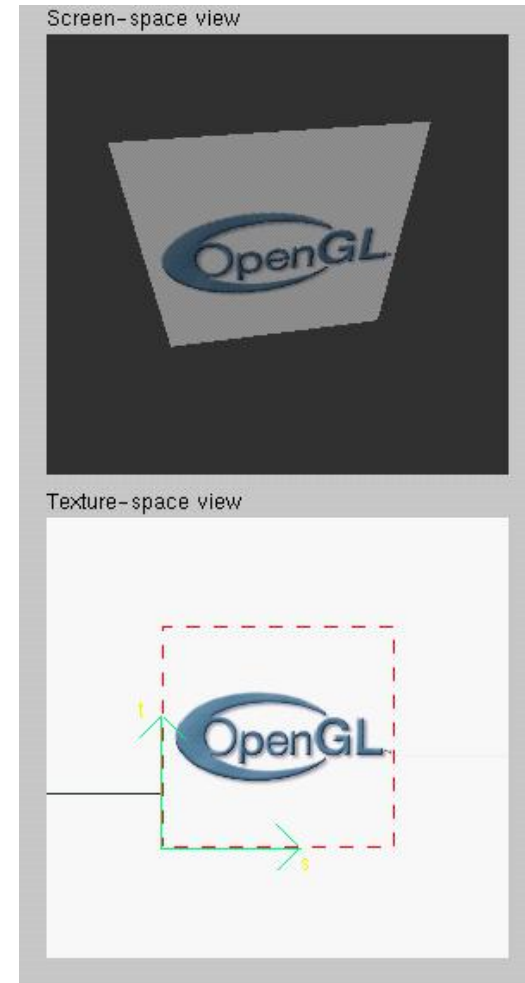 Screen-space view
OpenGL
Texture-space view
t
OpenGL
s